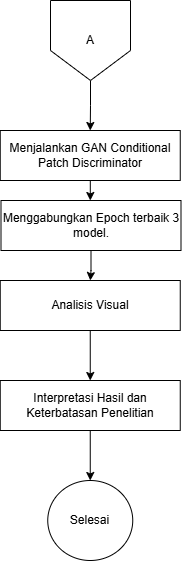 A
Menjalankan GAN Conditional
Patch Discriminator
Menggabungkan Epoch terbaik 3
model.
Analisis Visual
Interpretasi Hasil dan
Keterbatasan Penelitian
Selesai